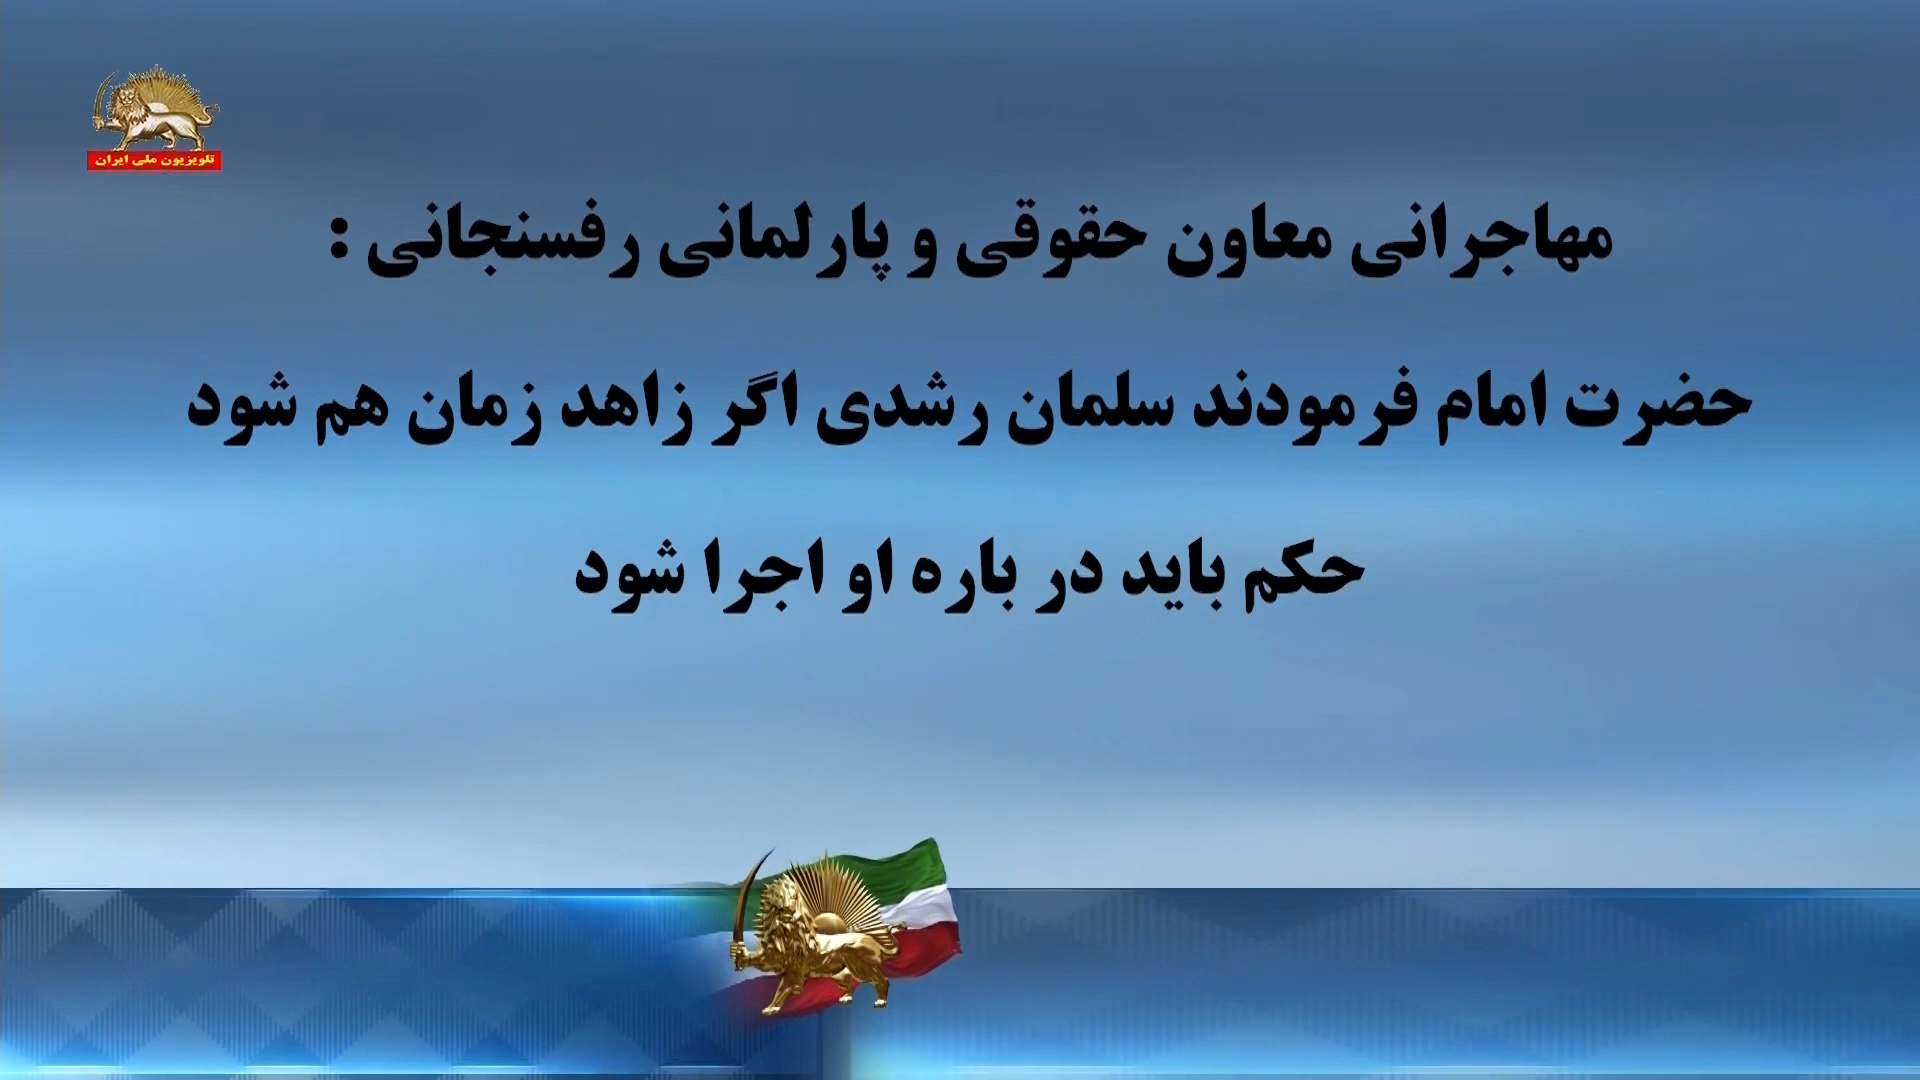 تلویزیون ملی ایران
مهاجرانی معاون حقوقی و پارلمانی رفسنجانی :
حضرت امام فرمودند سلمان رشدی اگر زاهد زمان هم شود
حکم باید در باره او اجرا شود